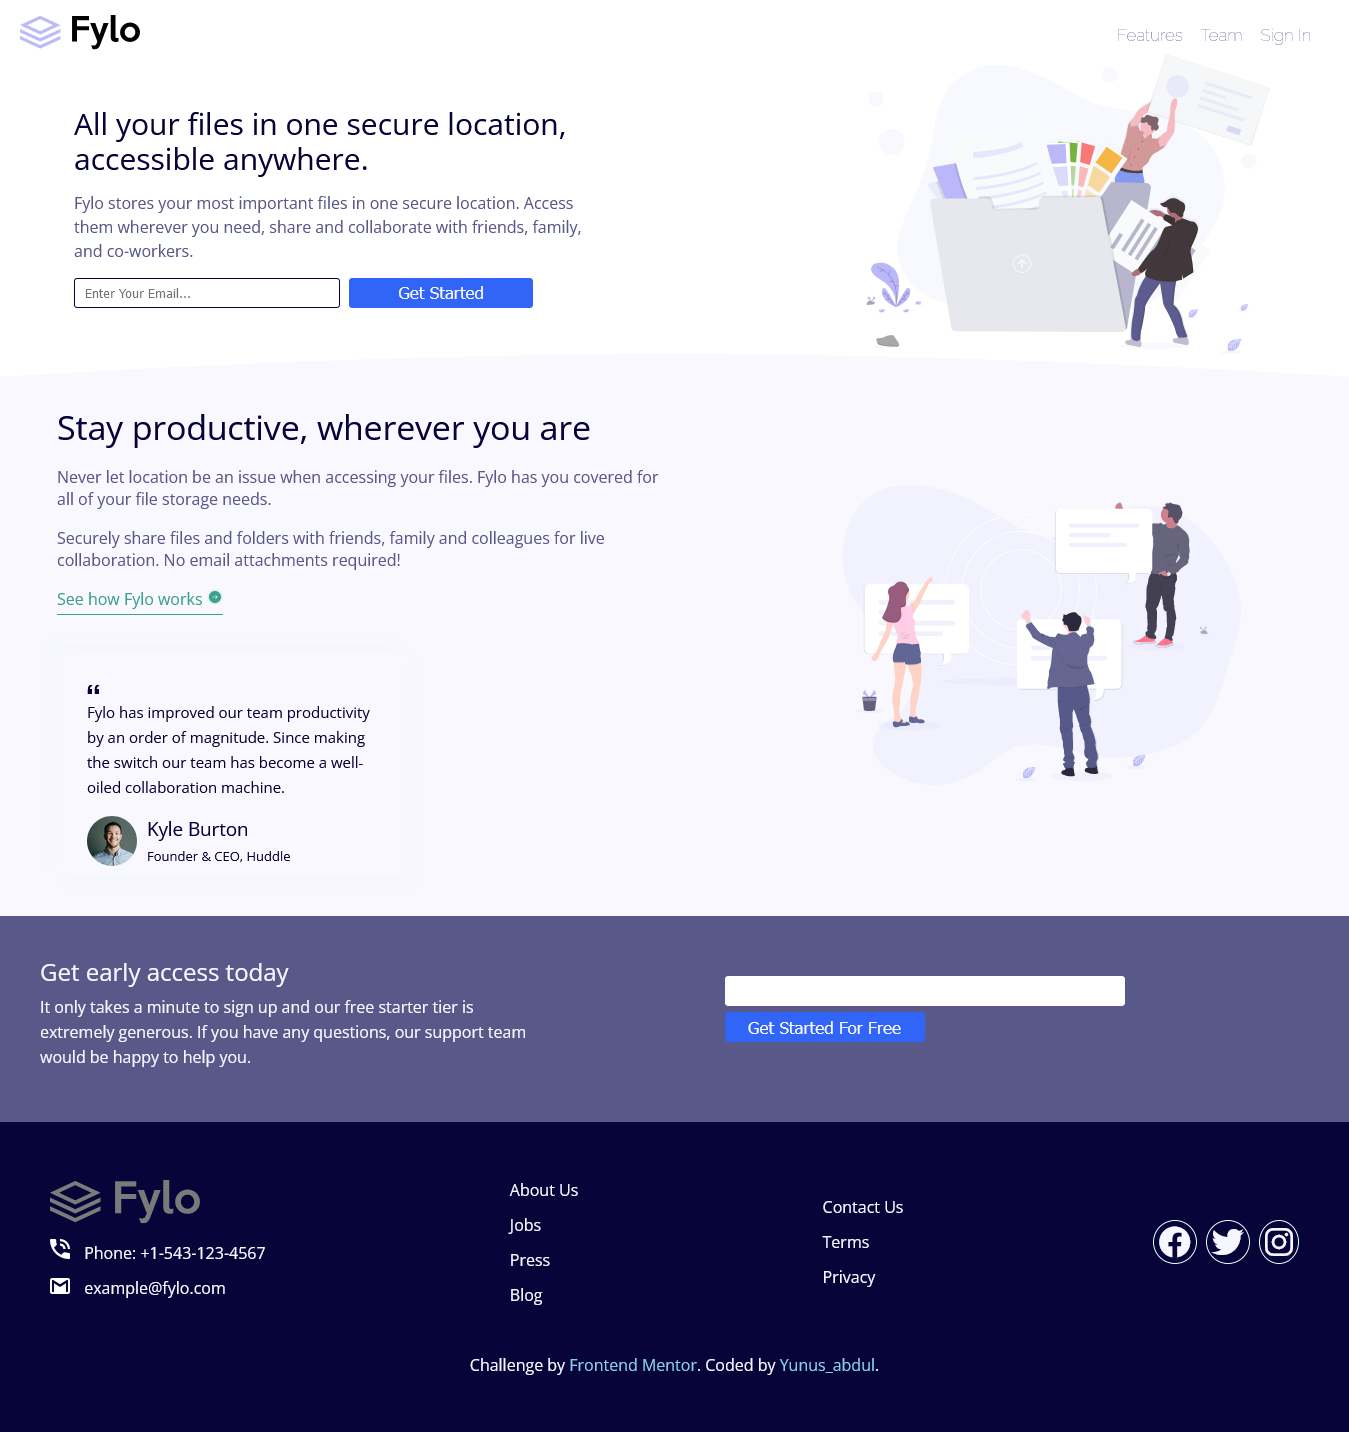 Fylo
Features Team Sign In
All your files in one secure location,
accessible anywhere.
Fylo stores your most important files in one secure location. Access
them wherever you need, share and collaborate with friends, family,
and co-workers.
Enter Your Email...
Get Started
Stay productive, wherever you are
Never let location be an issue when accessing your files. Fylo has you covered for
all of your file storage needs.
Securely share files and folders with friends, family and colleagues for live
collaboration. No email attachments required!
See how Fylo works
“
Fylo has improved our team productivity
by an order of magnitude. Since making
the switch our team has become a well-
oiled collaboration machine.
Kyle Burton
Founder & CEO, Huddle
Get early access today
It only takes a minute to sign up and our free starter tier is
extremely generous. If you have any questions, our support team
would be happy to help you.
Get Started For Free
Fylo
Phone: +1-543-123-4567
example@fylo.com
About Us
Jobs
Press
Blog
Contact Us
Terms
Privacy
Challenge by Frontend Mentor. Coded by Yunus_abdul.